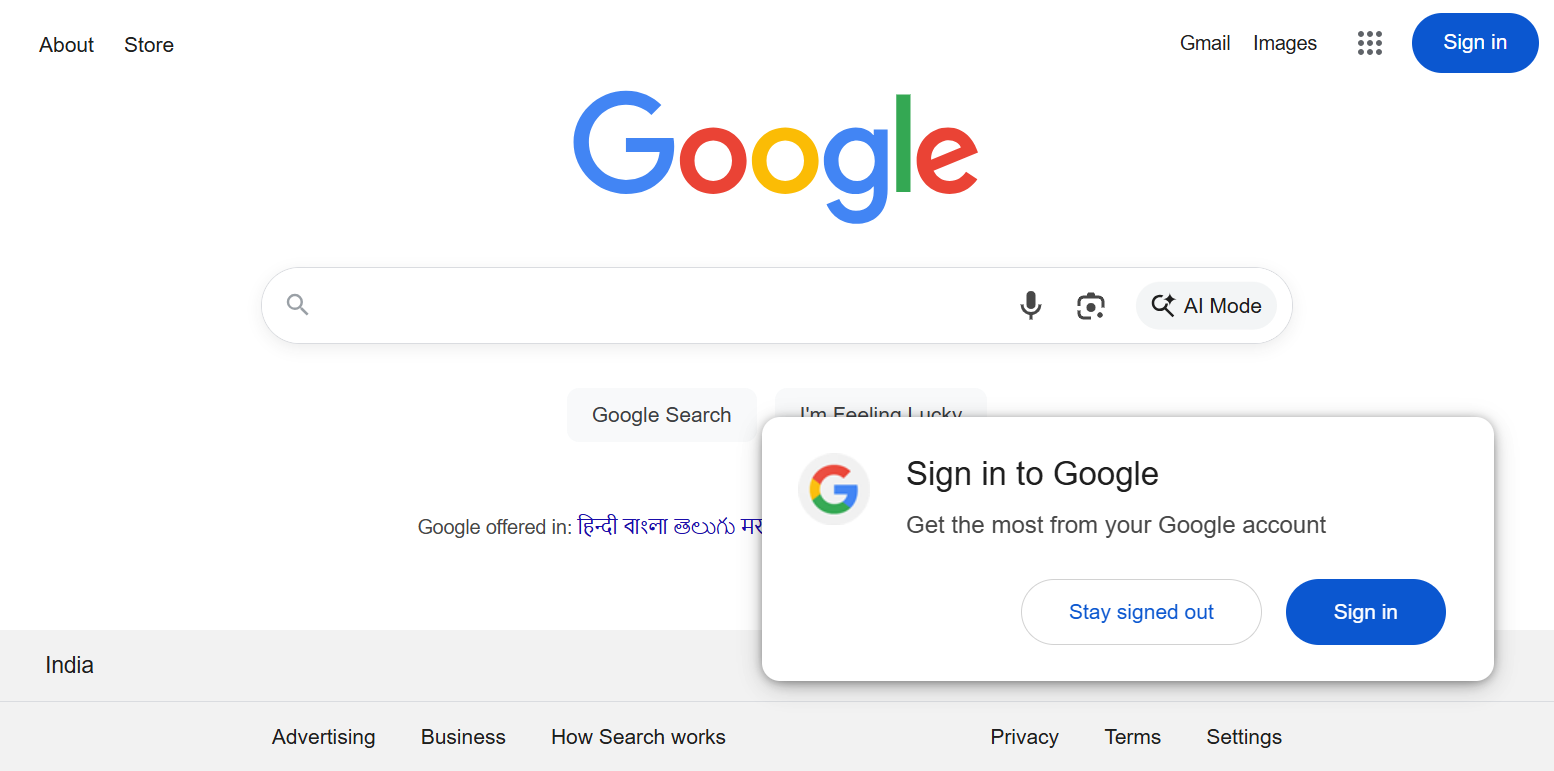 About Store
Gmail Images Sign in
Google
AI Mode
Google Search I'm Feeling Lucky
Sign in to Google
Get the most from your Google account
Google offered in: हिन्दी বাংলা తెలుగు
Stay signed out Sign in
India
Advertising Business How Search works Privacy Terms Settings